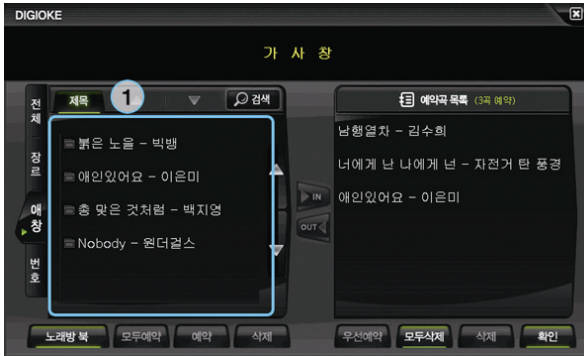 DIGIOKE
가 사 창
전체
장르
애창
번호
제목
1
검색
붉은 노을 – 빅뱅
애인있어요 – 이은미
총 맞은 것처럼 – 백지영
Nobody – 원더걸스
IN
OUT
예약곡 목록 (3곡 예약)
남행열차 – 김수희
너에게 난 나에게 넌 – 자전거 탄 풍경
애인있어요 – 이은미
노래방 북
모두예약
예약
삭제
우선예약
모두삭제
삭제
확인